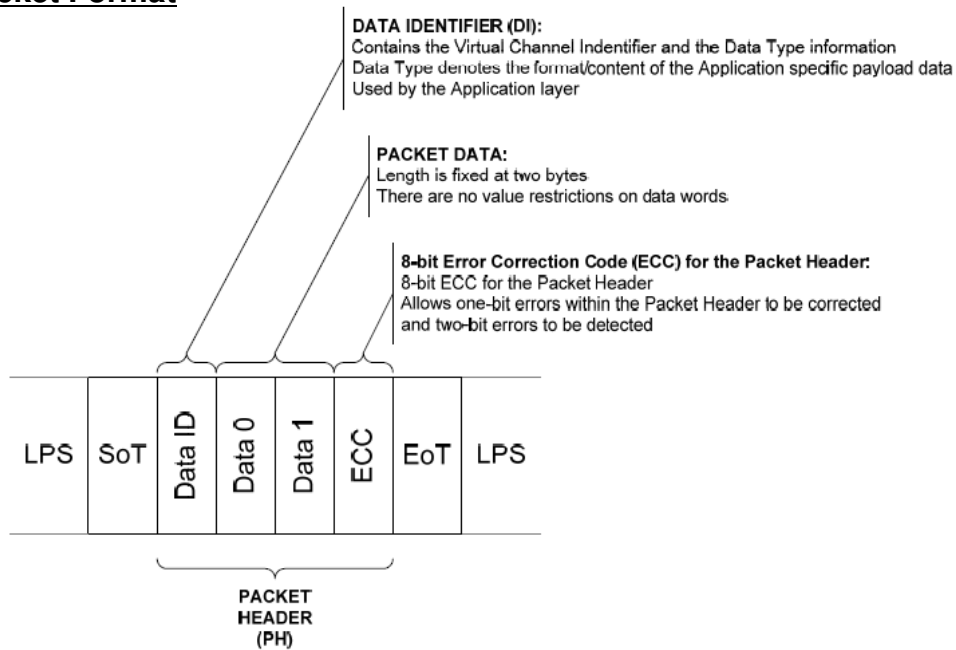 DATA IDENTIFIER (DI):
Contains the Virtual Channel Indentifier and the Data Type information
Data Type denotes the format/content of the Application specific payload data
Used by the Application layer
PACKET DATA:
Length is fixed at two bytes
There are no value restrictions on data words
8-bit Error Correction Code (ECC) for the Packet Header:
8-bit ECC for the Packet Header
Allows one-bit errors within the Packet Header to be corrected
and two-bit errors to be detected
LPS
SoT
Data ID
Data 0
Data 1
ECC
EoT
LPS
PACKET
HEADER
(PH)